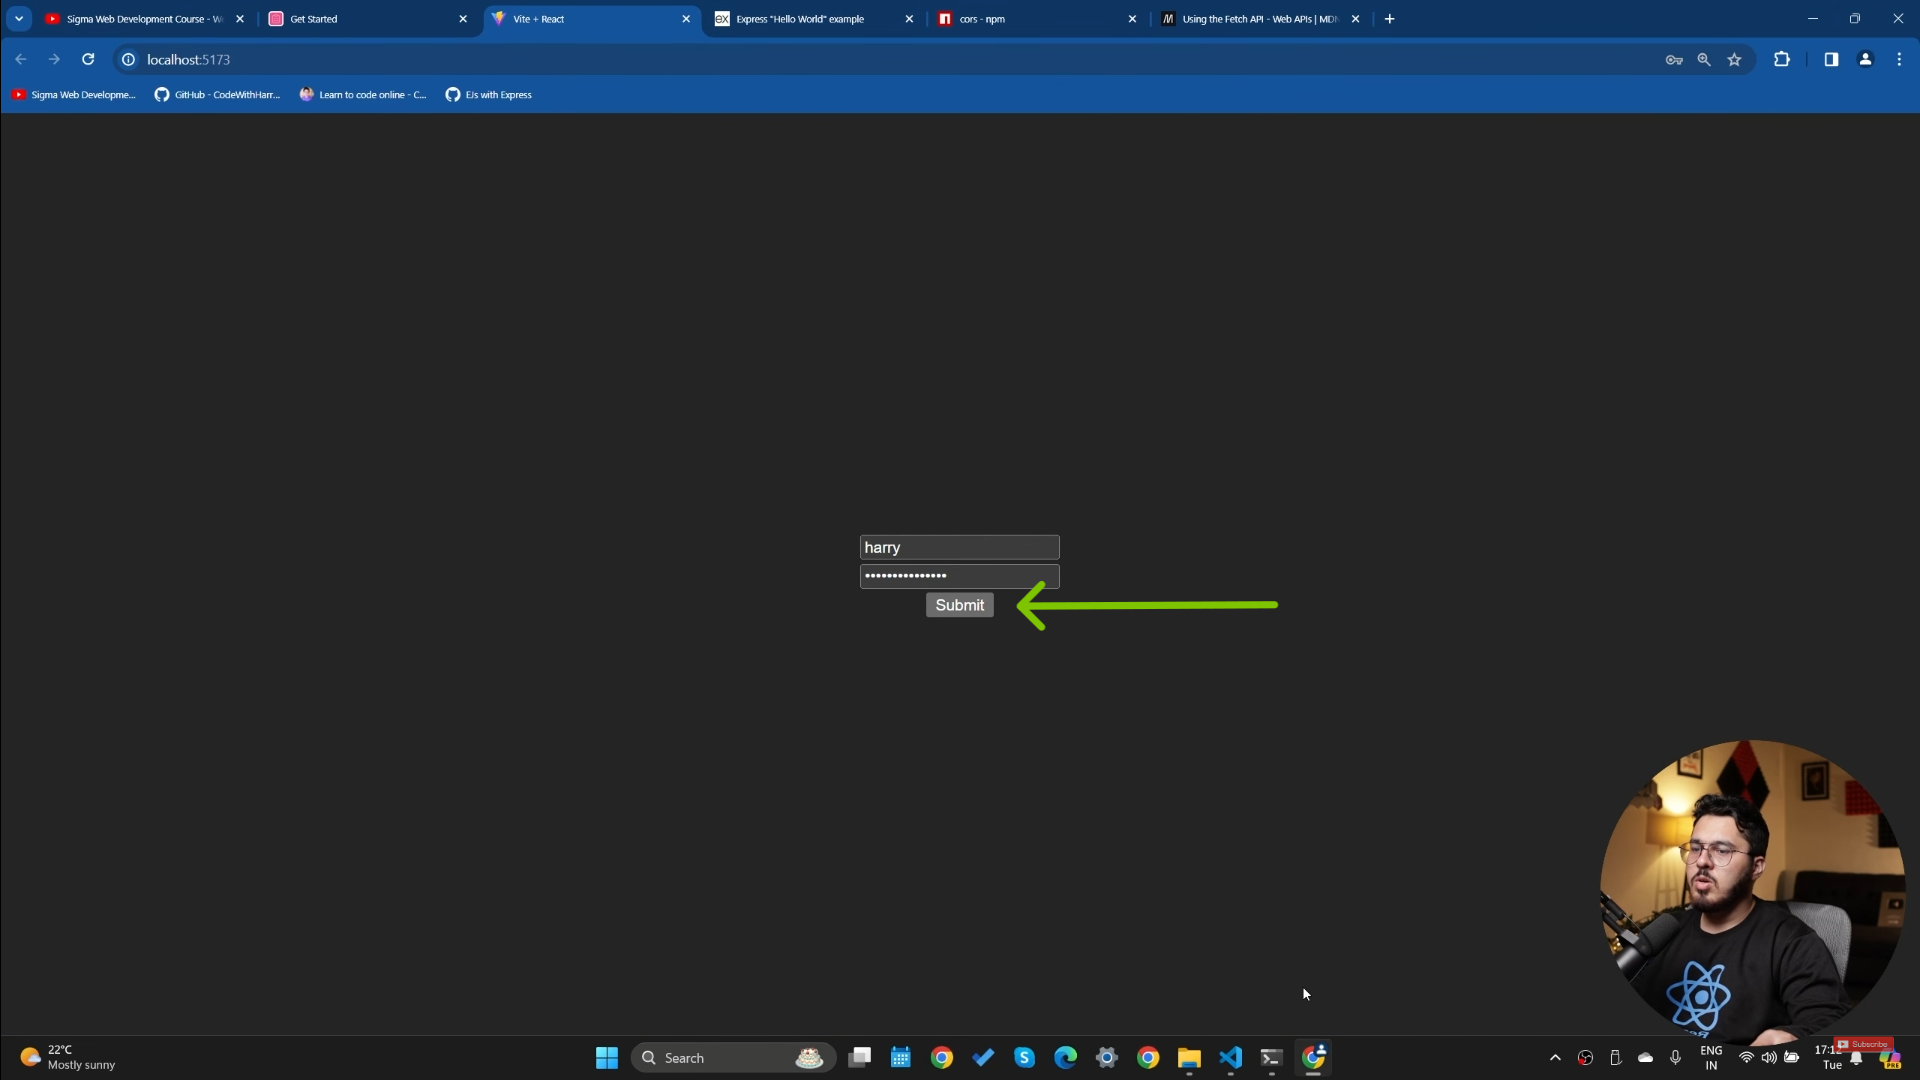 Sigma Web Development Course - W
Get Started
Vite + React
Express "Hello World" example
cors - npm
Using the Fetch API - Web APIs | MDN
localhost:5173
Sigma Web Developme...
GitHub - CodeWithHarr...
Learn to code online - C...
EJs with Express
harry
•••••••••••••••
Submit
22°C
Mostly sunny
Search
ENG
IN
17:12
Tue
Subscribe
PRE